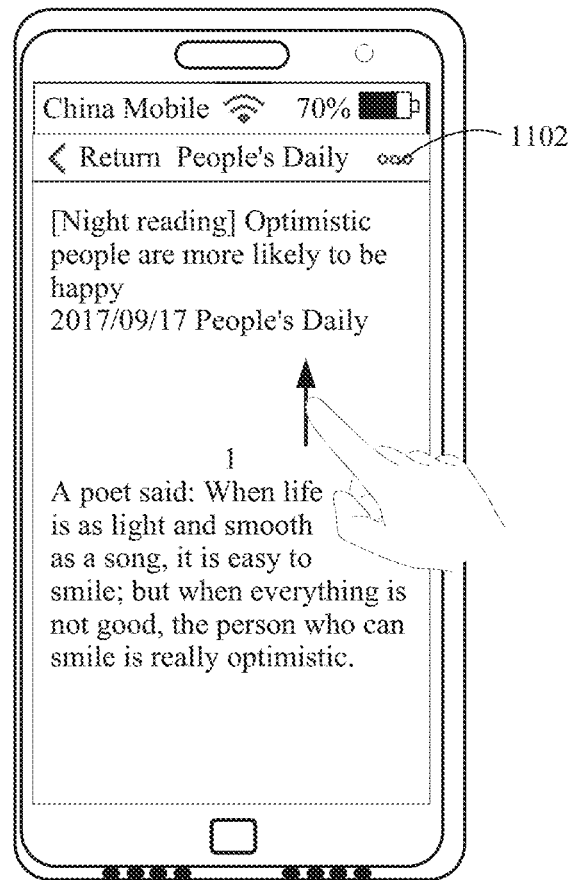 China Mobile 70%
Return People's Daily
1102
[Night reading] Optimistic
people are more likely to be
happy
2017/09/17 People's Daily
1
A poet said: When life
is as light and smooth
as a song, it is easy to
smile; but when everything is
not good, the person who can
smile is really optimistic.